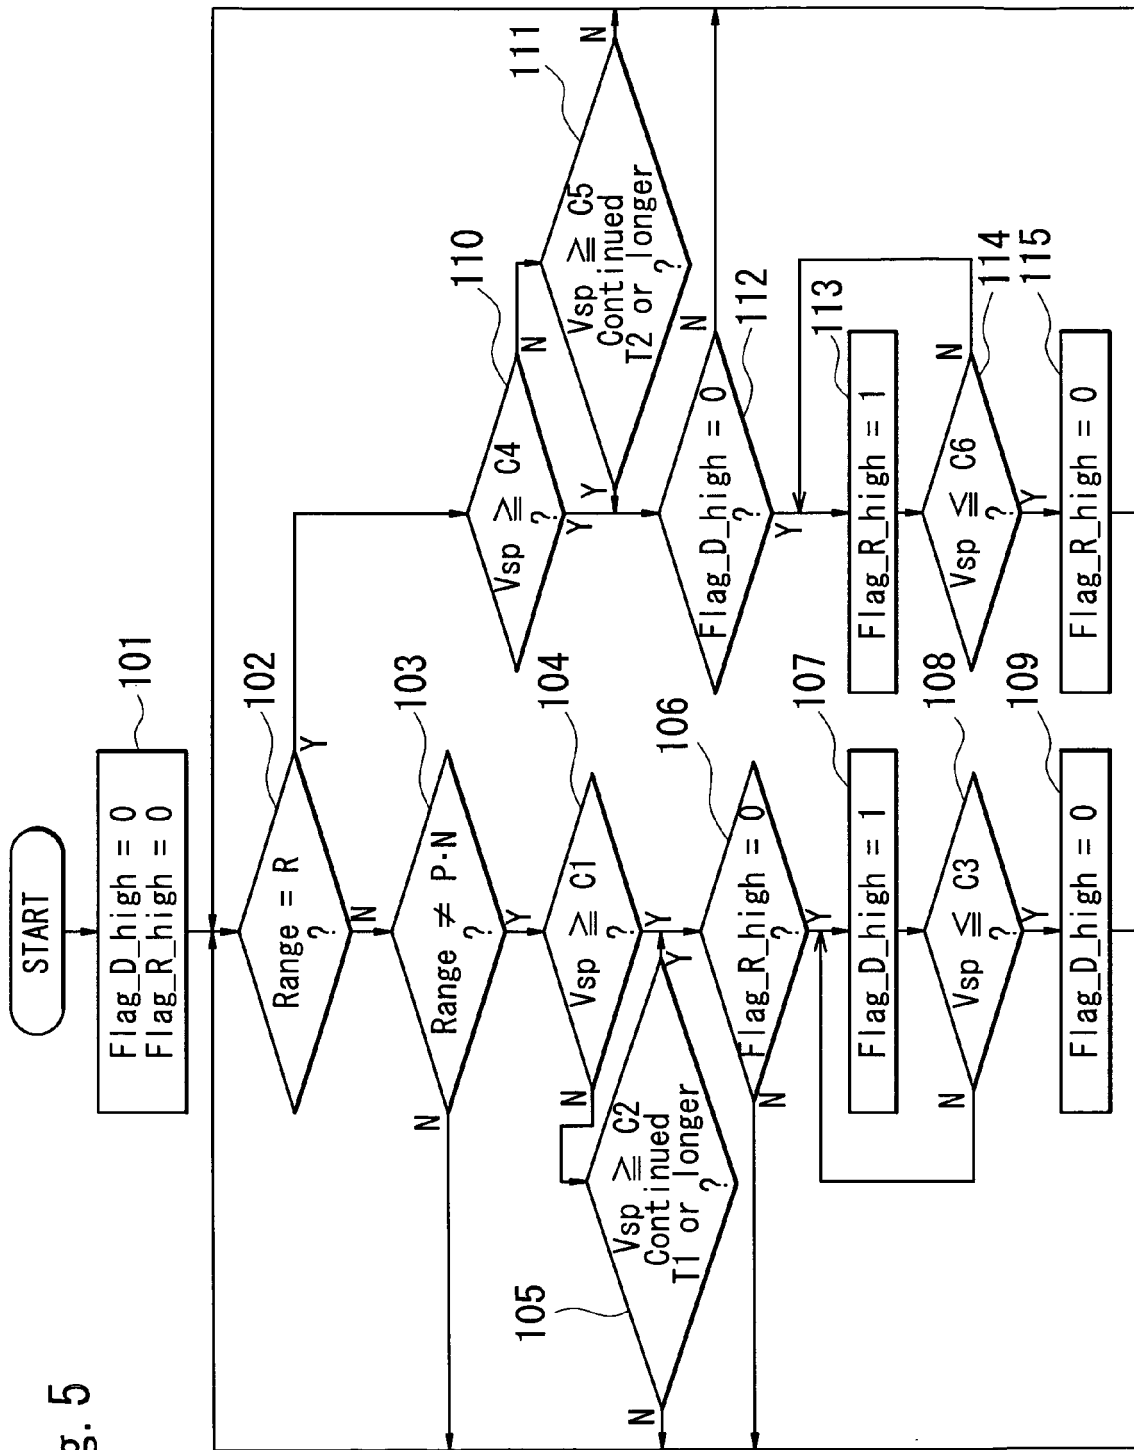 g. 5
START
Flag_D_high = 0
Flag_R_high = 0
101
Range = R
?
102
Y
N
Range ≠ P·N
?
103
N
Y
Vsp ≧ C1
?
104
N
Y
Vsp ≧ C2
Continued
T1 or longer
?
105
N
Y
Flag_R_high = 0
?
106
N
Y
Flag_D_high = 1
107
Vsp ≦ C3
?
108
N
Y
Flag_D_high = 0
109
Vsp ≧ C4
?
110
N
Y
Vsp ≧ C5
Continued
T2 or longer
?
111
N
Y
Flag_D_high = 0
?
112
N
Y
Flag_R_high = 1
113
Vsp ≦ C6
?
114
N
Y
Flag_R_high = 0
115